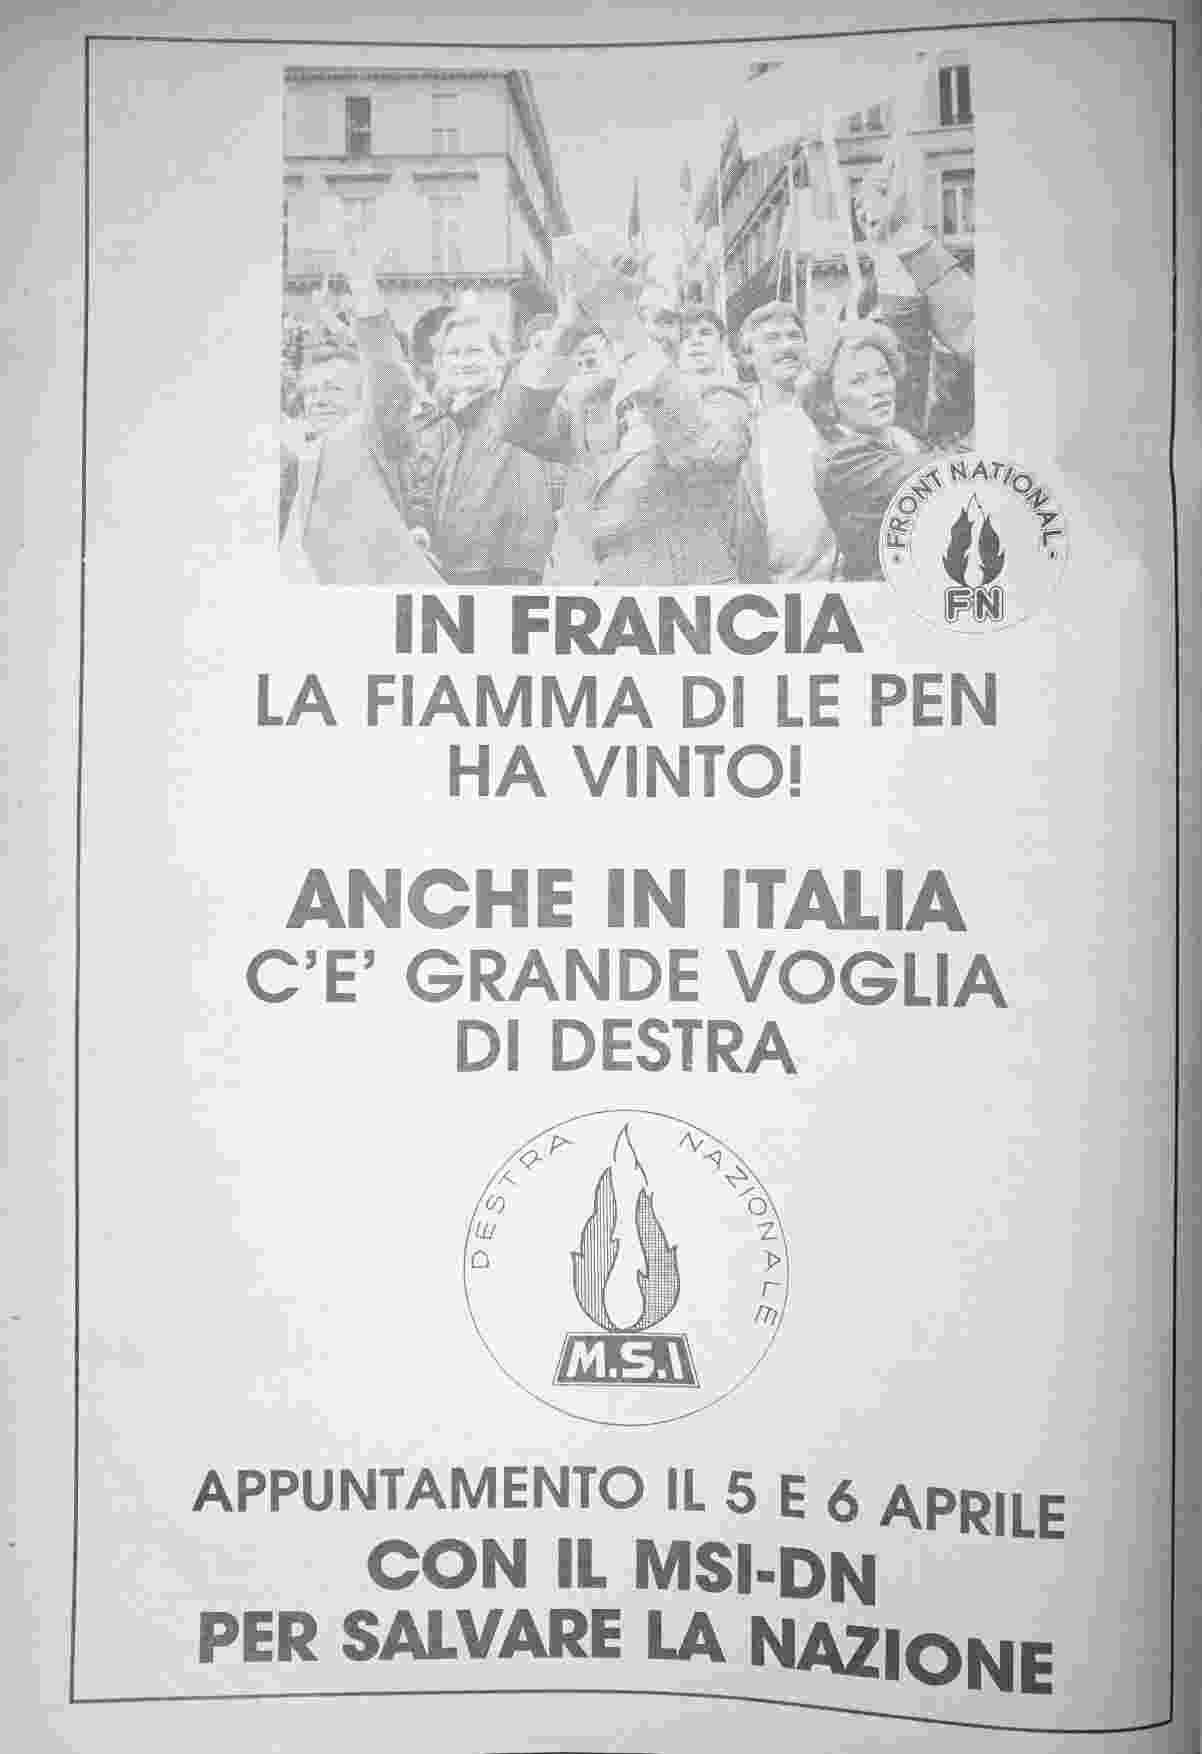 ·FRONT NATIONAL·
FN
IN FRANCIA
LA FIAMMA DI LE PEN
HA VINTO!
ANCHE IN ITALIA
C'E' GRANDE VOGLIA
DI DESTRA
DESTRA NAZIONALE
M.S.I
APPUNTAMENTO IL 5 E 6 APRILE
CON IL MSI-DN
PER SALVARE LA NAZIONE